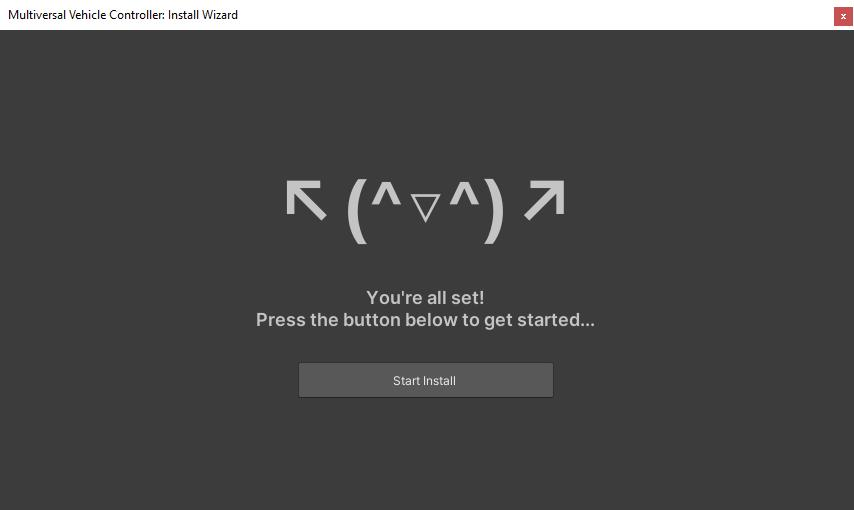 Multiversal Vehicle Controller: Install Wizard
x
↖(^▽^)↗
You're all set!
Press the button below to get started...
Start Install